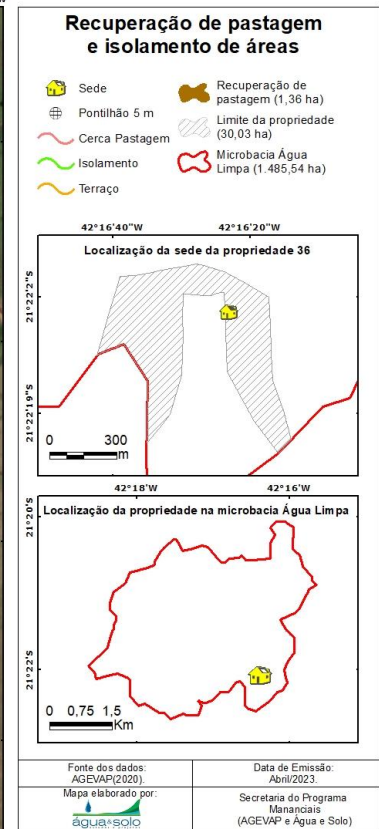 Recuperação de pastagem
e isolamento de áreas
Sede
Pontilhão 5 m
Cerca Pastagem
Isolamento
Terraço
Recuperação de
pastagem (1,36 ha)
Limite da propriedade
(30,03 ha)
Microbacia Água
Limpa (1.485,54 ha)
42°16'40"W
42°16'20"W
Localização da sede da propriedade 36
21°22'2"S
21°22'19"S
0 300
m
42°18'W
42°16'W
Localização da propriedade na microbacia Água Limpa
21°20'S
21°22'S
0 0,75 1,5
Km
Fonte dos dados:
AGEVAP(2020).
Data de Emissão:
Abril/2023.
Mapa elaborado por:
água&solo
Secretaria do Programa
Mananciais
(AGEVAP e Água e Solo)